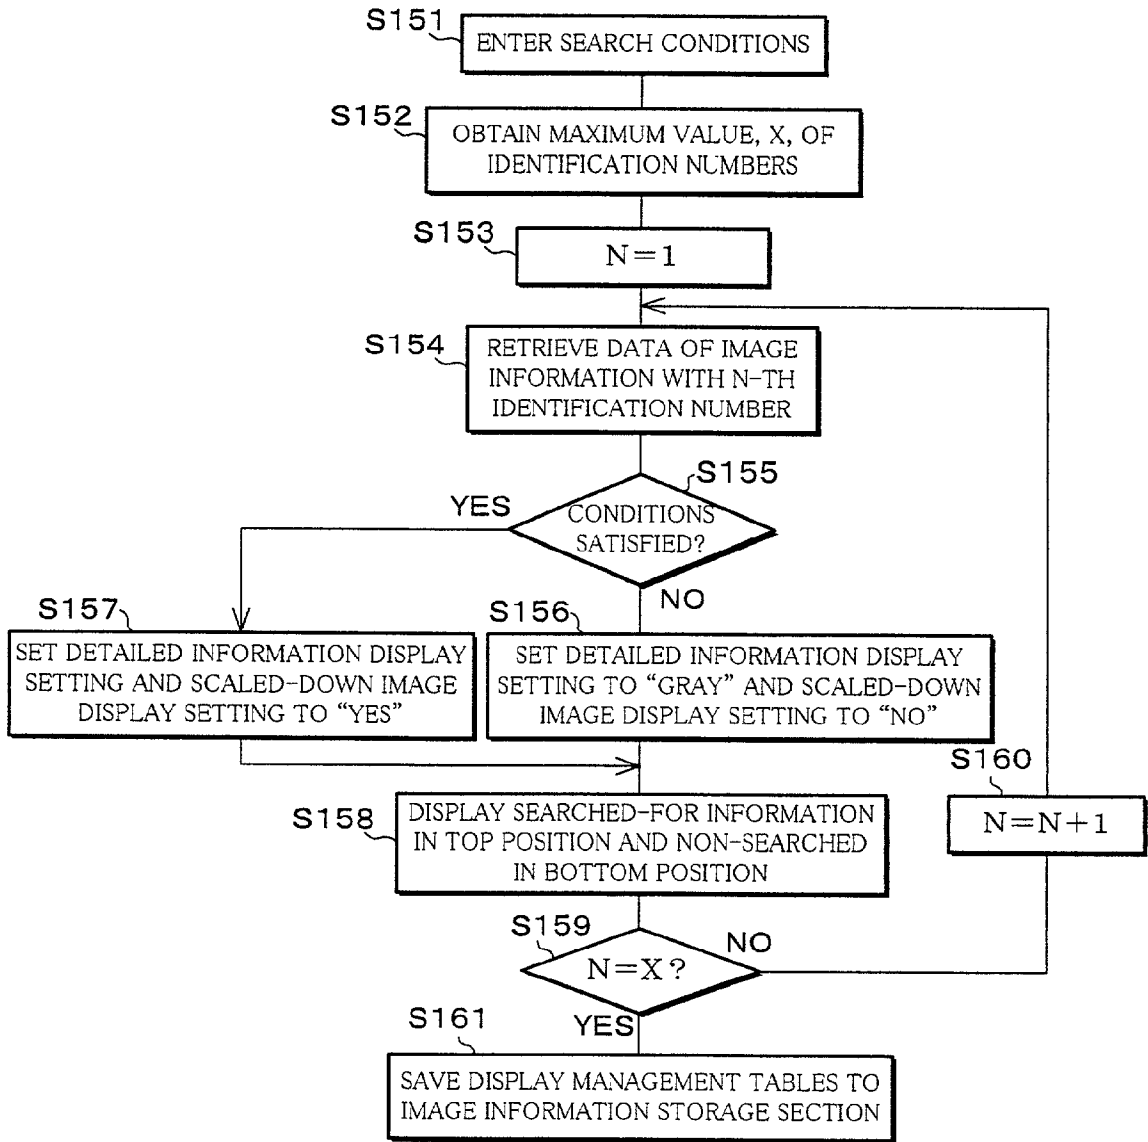 S151
ENTER SEARCH CONDITIONS
S152
OBTAIN MAXIMUM VALUE, X, OF
IDENTIFICATION NUMBERS
S153
N=1
S154
RETRIEVE DATA OF IMAGE
INFORMATION WITH N-TH
IDENTIFICATION NUMBER
S155
YES
CONDITIONS
SATISFIED?
NO
S157
SET DETAILED INFORMATION DISPLAY
SETTING AND SCALED-DOWN IMAGE
DISPLAY SETTING TO “YES”
S156
SET DETAILED INFORMATION DISPLAY
SETTING TO “GRAY” AND SCALED-DOWN
IMAGE DISPLAY SETTING TO “NO”
S160
N=N+1
S158
DISPLAY SEARCHED-FOR INFORMATION
IN TOP POSITION AND NON-SEARCHED
IN BOTTOM POSITION
S159
N=X?
NO
YES
S161
SAVE DISPLAY MANAGEMENT TABLES TO
IMAGE INFORMATION STORAGE SECTION